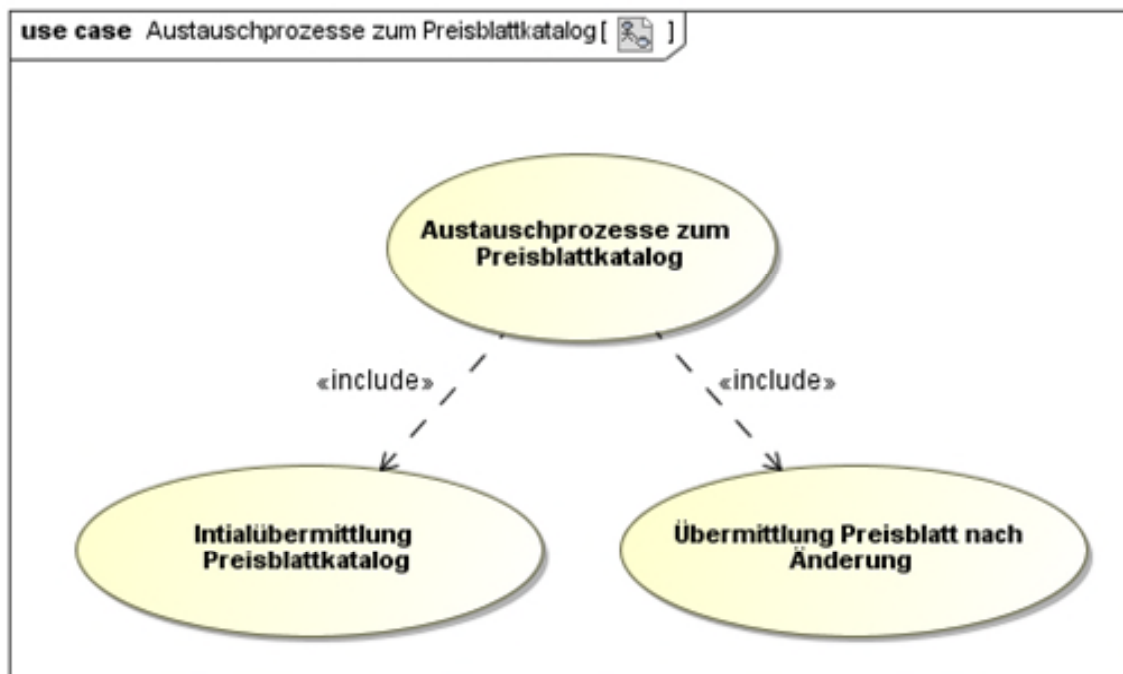 use case Austauschprozesse zum Preisblattkatalog [ ]
Austauschprozesse zum
Preisblattkatalog
«include»
«include»
Intialübermittlung
Preisblattkatalog
Übermittlung Preisblatt nach
Änderung